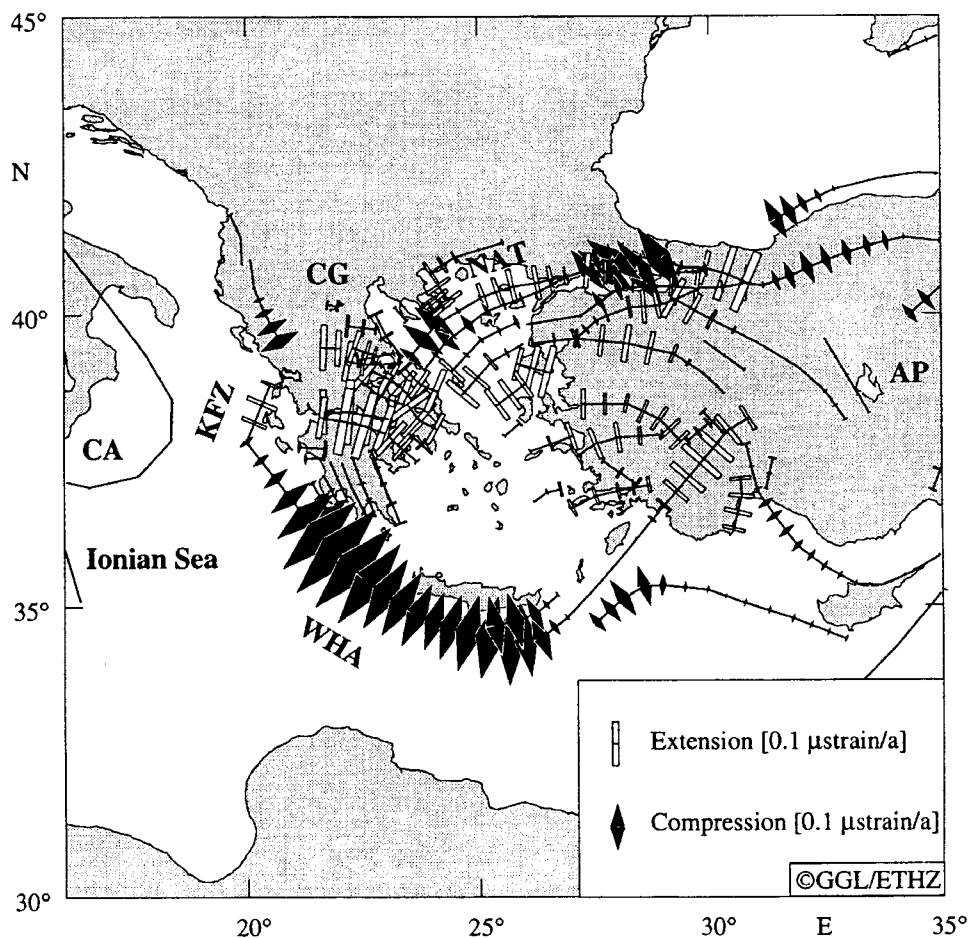 45°
N
CG
NAT
40°
AP
KFZ
CA
Ionian Sea
35°
WHA
Extension [0.1 μstrain/a]
Compression [0.1 μstrain/a]
©GGL/ETHZ
30°
20°
25°
30°
E
35°